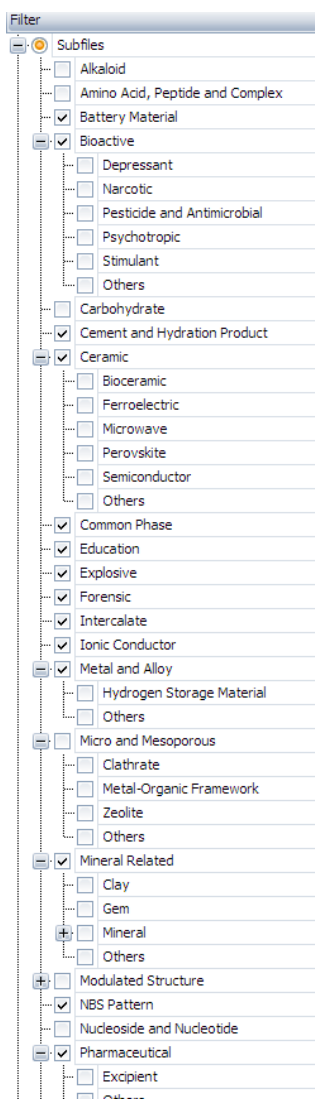 Filter
Subfiles
Alkaloid
Amino Acid, Peptide and Complex
Battery Material
Bioactive
Depressant
Narcotic
Pesticide and Antimicrobial
Psychotropic
Stimulant
Others
Carbohydrate
Cement and Hydration Product
Ceramic
Bioceramic
Ferroelectric
Microwave
Perovskite
Semiconductor
Others
Common Phase
Education
Explosive
Forensic
Intercalate
Ionic Conductor
Metal and Alloy
Hydrogen Storage Material
Others
Micro and Mesoporous
Clathrate
Metal-Organic Framework
Zeolite
Others
Mineral Related
Clay
Gem
Mineral
Others
Modulated Structure
NBS Pattern
Nucleoside and Nucleotide
Pharmaceutical
Excipient
Others